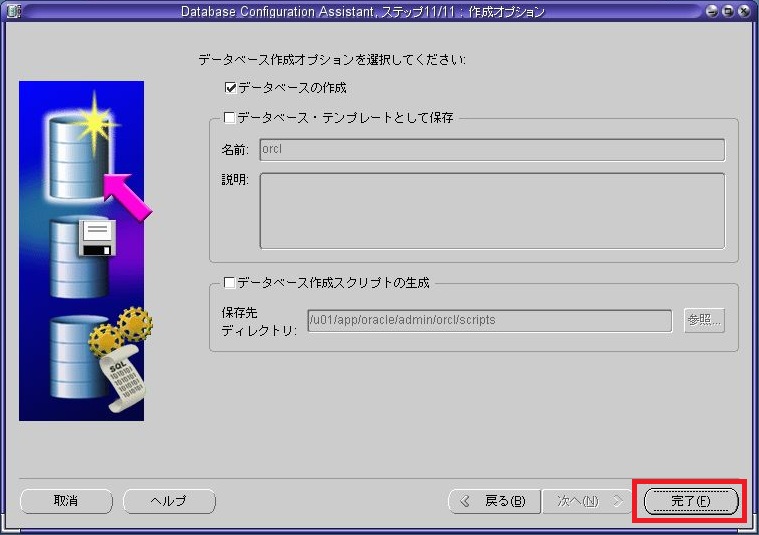 Database Configuration Assistant, ステップ11/11 : 作成オプション
データベース作成オプションを選択してください:
データベースの作成
データベース・テンプレートとして保存
名前: orcl
説明:
データベース作成スクリプトの生成
保存先
ディレクトリ: /u01/app/oracle/admin/orcl/scripts 参照...
SQL
1010101
101010
1010101
101010
取消 ヘルプ 戻る(B) 次へ(N) 完了(F)